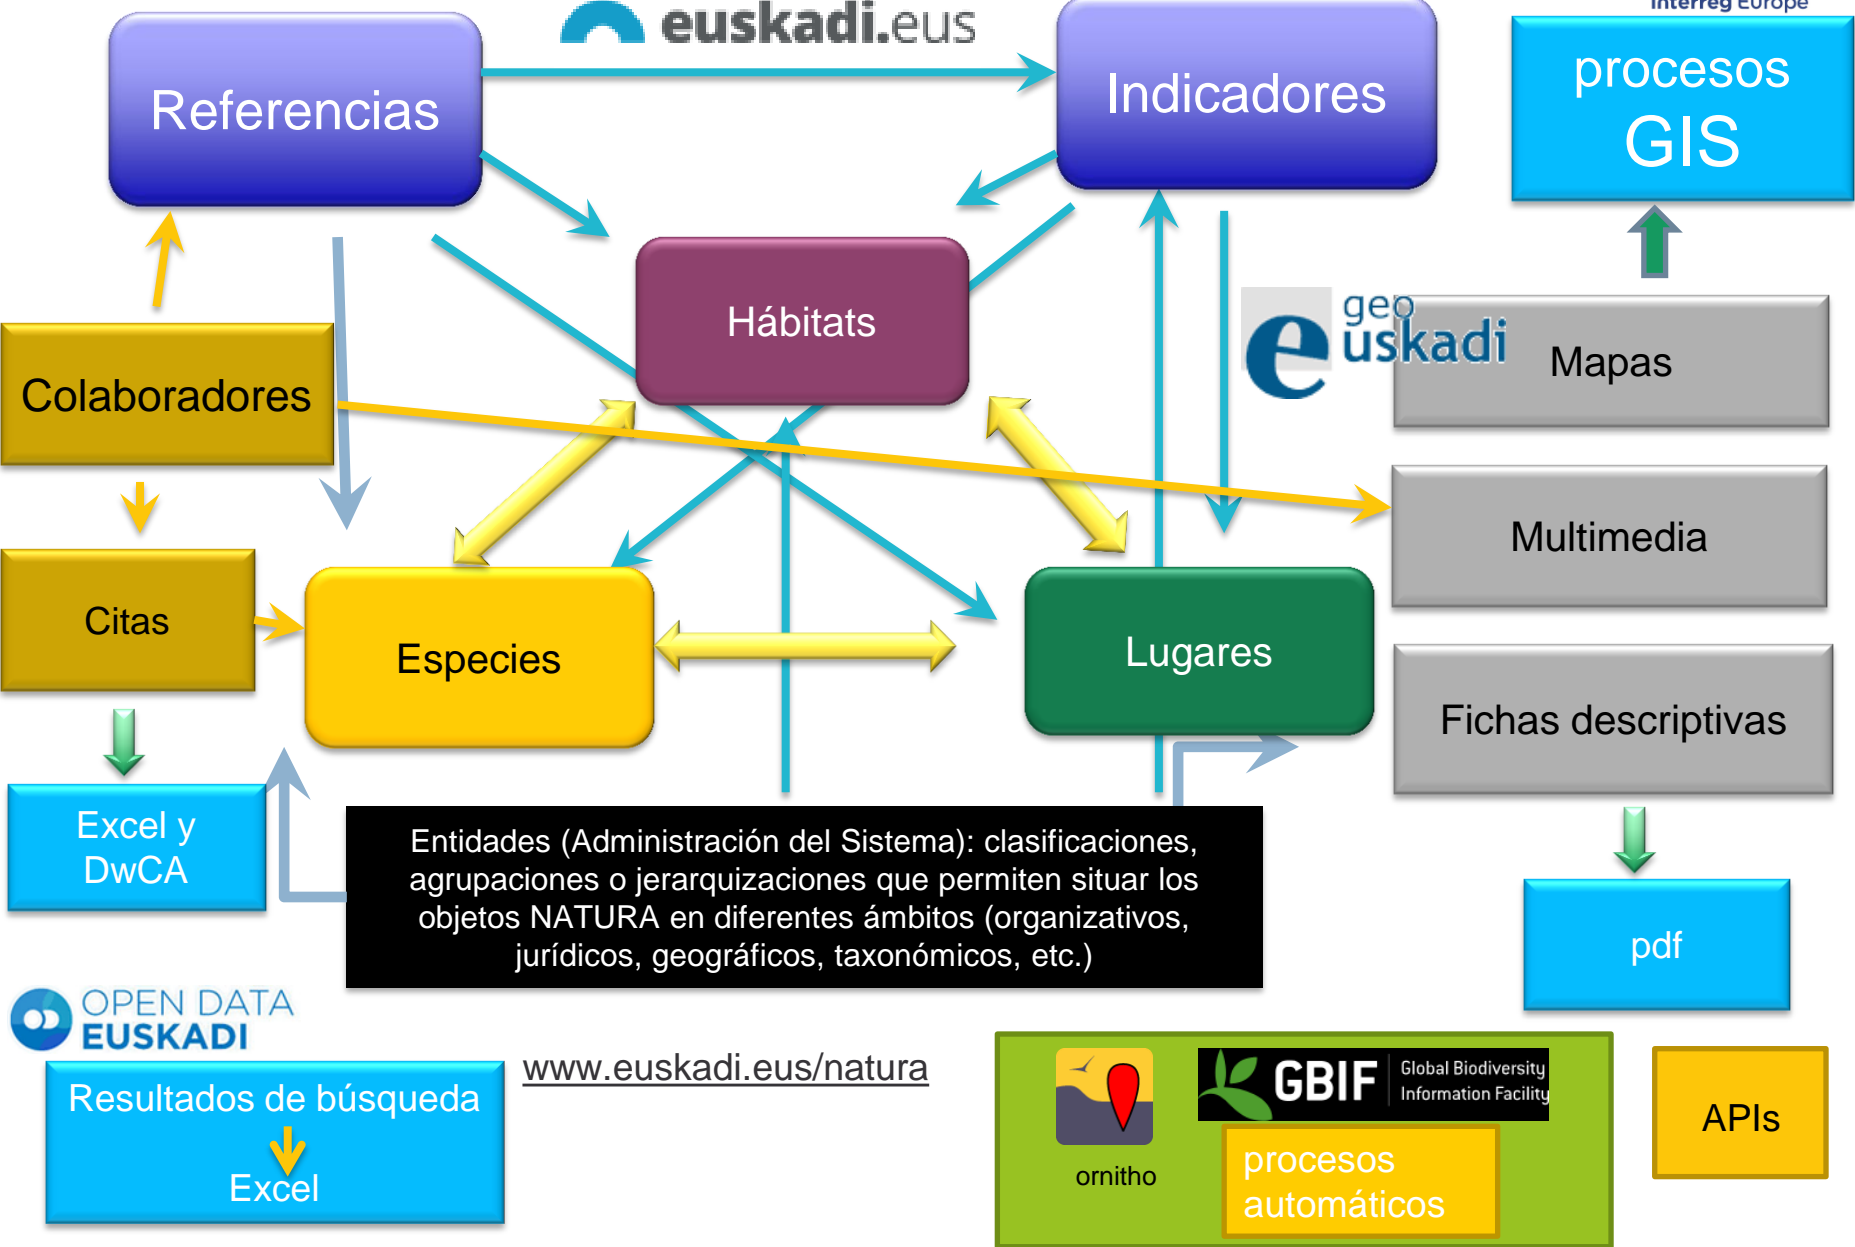 euskadi.eus
Interreg Europe
Referencias
Indicadores
procesos
GIS
Hábitats
geo
euskadi
Mapas
Colaboradores
Multimedia
Citas
Especies
Lugares
Fichas descriptivas
Excel y
DwCA
Entidades (Administración del Sistema): clasificaciones,
agrupaciones o jerarquizaciones que permiten situar los
objetos NATURA en diferentes ámbitos (organizativos,
jurídicos, geográficos, taxonómicos, etc.)
pdf
OPEN DATA
EUSKADI
www.euskadi.eus/natura
Resultados de búsqueda
Excel
GBIF
Global Biodiversity
Information Facility
ornitho
procesos
automáticos
APIs